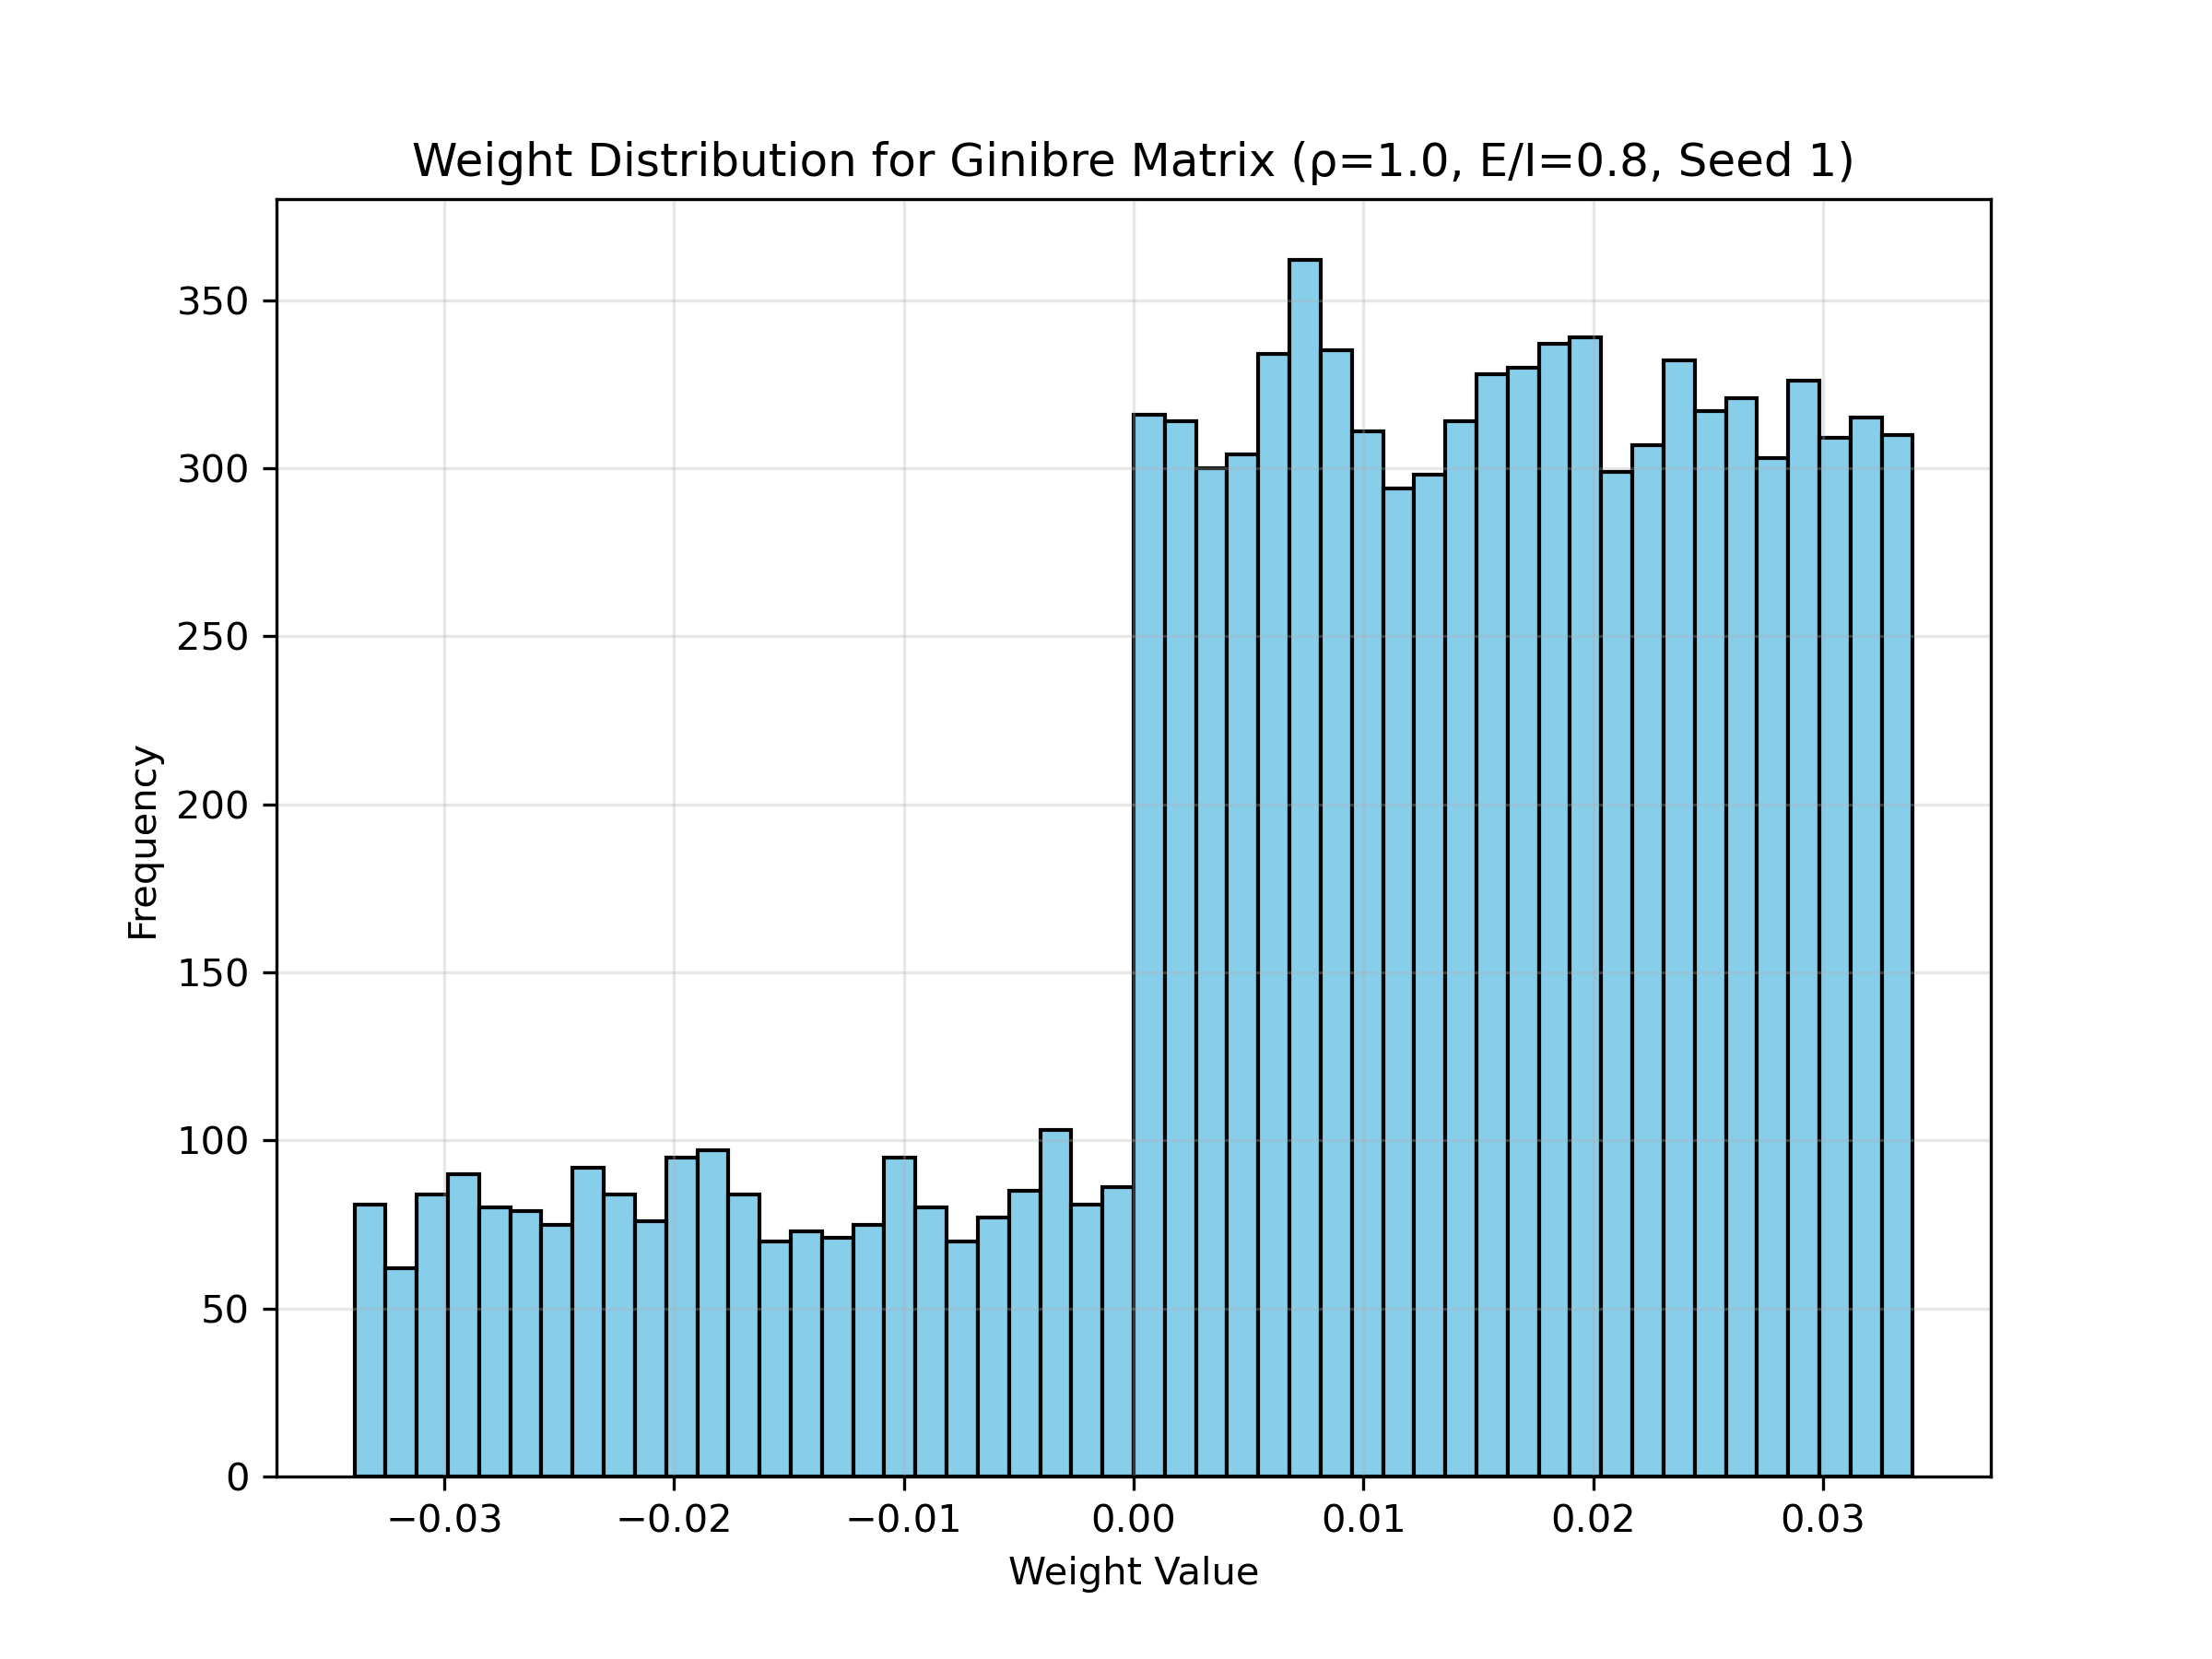 Weight Distribution for Ginibre Matrix (ρ=1.0, E/I=0.8, Seed 1)
350
300
250
200
150
100
50
0
Frequency
−0.03 −0.02 −0.01 0.00 0.01 0.02 0.03
Weight Value